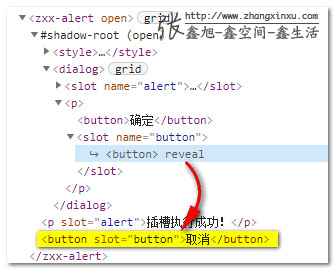 <zxx-alert open> grid
张 http://www.zhangxinxu.com
鑫旭-鑫空间-鑫生活
▼#shadow-root (open)
▶<style>…</style>
▼<dialog> grid
▶<slot name="alert">…</slot>
▼<p>
<button>确定</button>
▼<slot name="button">
↪ <button> reveal
</slot>
</p>
</dialog>
<p slot="alert">插槽执行成功! </p>
<button slot="button">取消</button>
</zxx-alert>